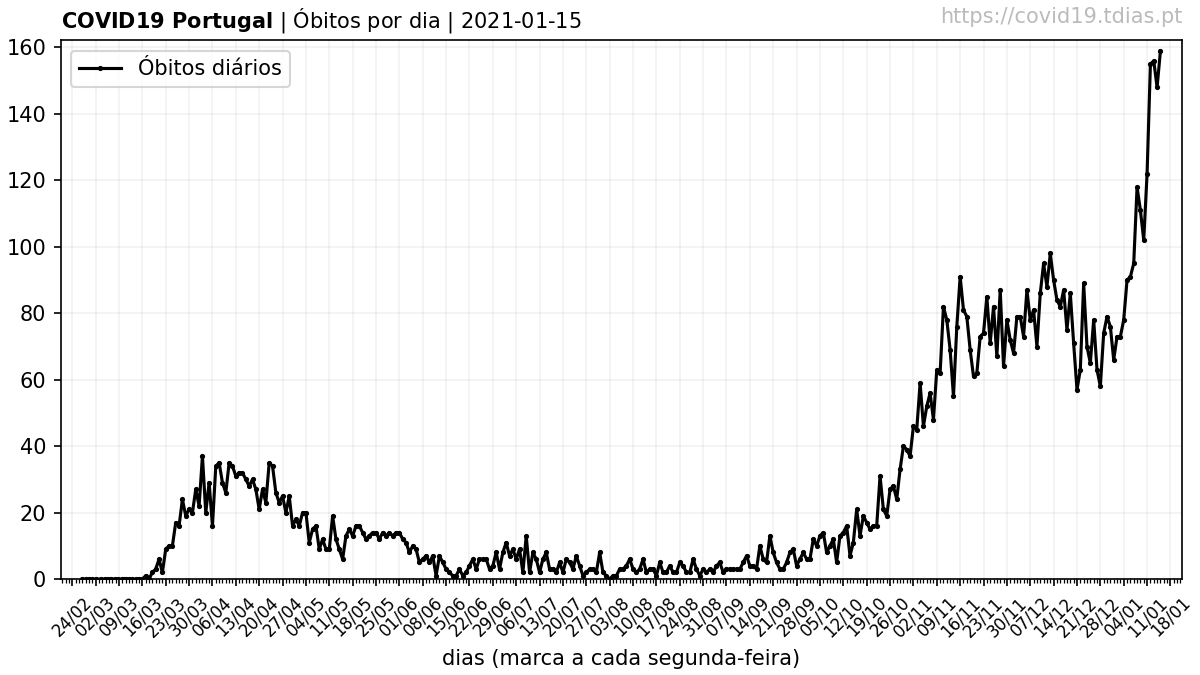 COVID19 Portugal | Óbitos por dia | 2021-01-15
https://covid19.tdias.pt
Óbitos diários
160
140
120
100
80
60
40
20
0
24/02 02/03 09/03 16/03 23/03 30/03 06/04 13/04 20/04 27/04 04/05 11/05 18/05 25/05 01/06 08/06 15/06 22/06 29/06 06/07 13/07 20/07 27/07 03/08 10/08 17/08 24/08 31/08 07/09 14/09 21/09 28/09 05/10 12/10 19/10 26/10 02/11 09/11 16/11 23/11 30/11 07/12 14/12 21/12 28/12 04/01 11/01 18/01
dias (marca a cada segunda-feira)